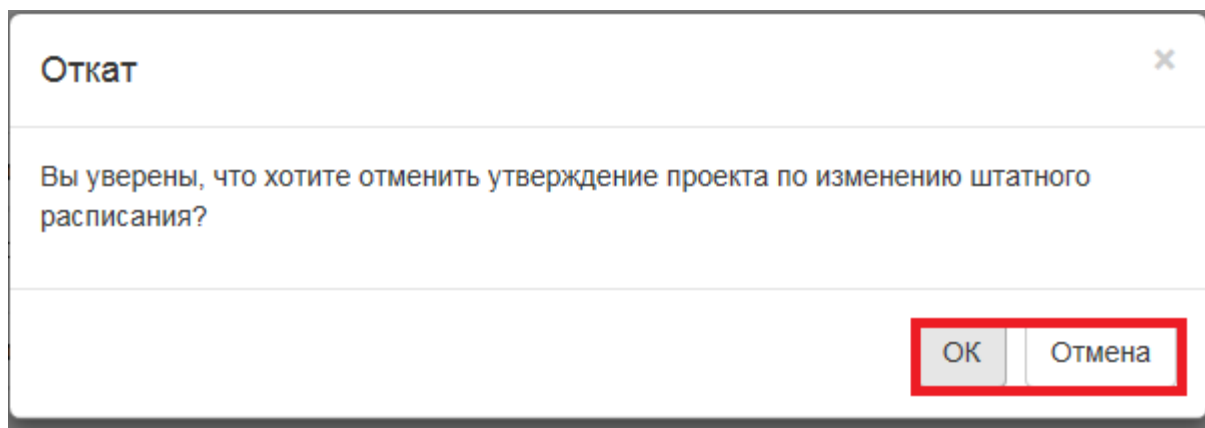 Откат
×
Вы уверены, что хотите отменить утверждение проекта по изменению штатного
расписания?
ОК Отмена